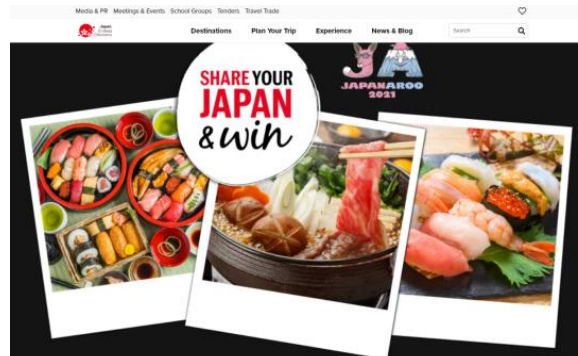 Media & PR Meetings & Events School Groups Tenders Travel Trade
Japan.
Destinations Plan Your Trip Experience News & Blog Search
SHARE YOUR
JAPAN
& win
JA
JAPANAROO
2021